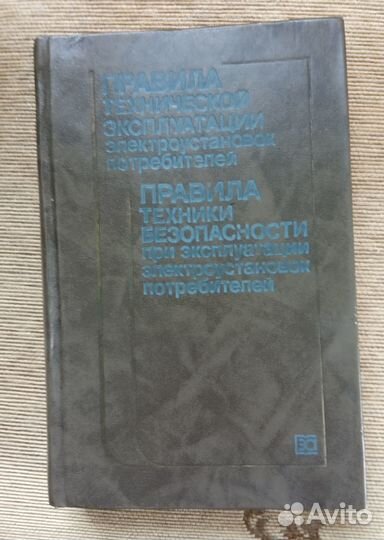 ПРАВИЛА
ТЕХНИЧЕСКОЙ
ЭКСПЛУАТАЦИИ
электроустановок
потребителей
ПРАВИЛА
ТЕХНИКИ
БЕЗОПАСНОСТИ
при эксплуатации
электроустановок
потребителей
Avito